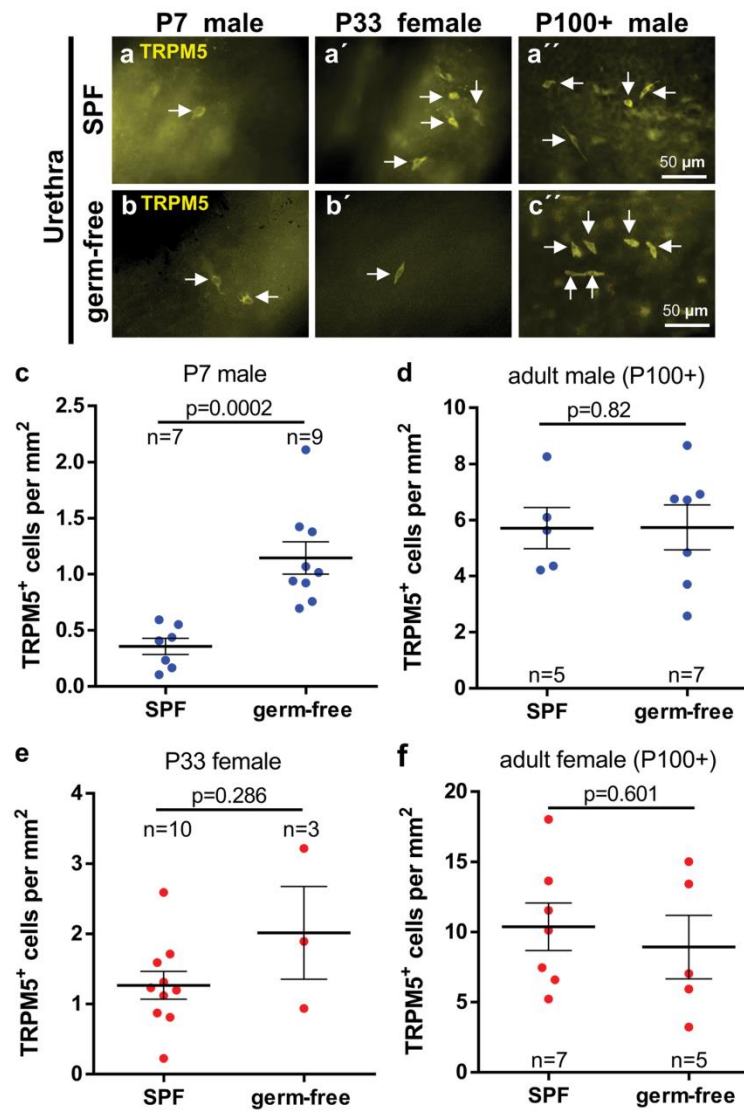 P7 male P33 female P100+ male
Urethra
SPF
a TRPM5
a´
a´´
50 µm
germ-free
b TRPM5
b´
c´´
50 µm
c P7 male
TRPM5+ cells per mm²
2.5
2.0
1.5
1.0
0.5
0.0
p=0.0002
n=7 n=9
SPF germ-free
d adult male (P100+)
TRPM5+ cells per mm²
10
8
6
4
2
0
p=0.82
n=5 n=7
SPF germ-free
e P33 female
TRPM5+ cells per mm²
4
3
2
1
0
p=0.286
n=10 n=3
SPF germ-free
f adult female (P100+)
TRPM5+ cells per mm²
20
15
10
5
0
p=0.601
n=7 n=5
SPF germ-free